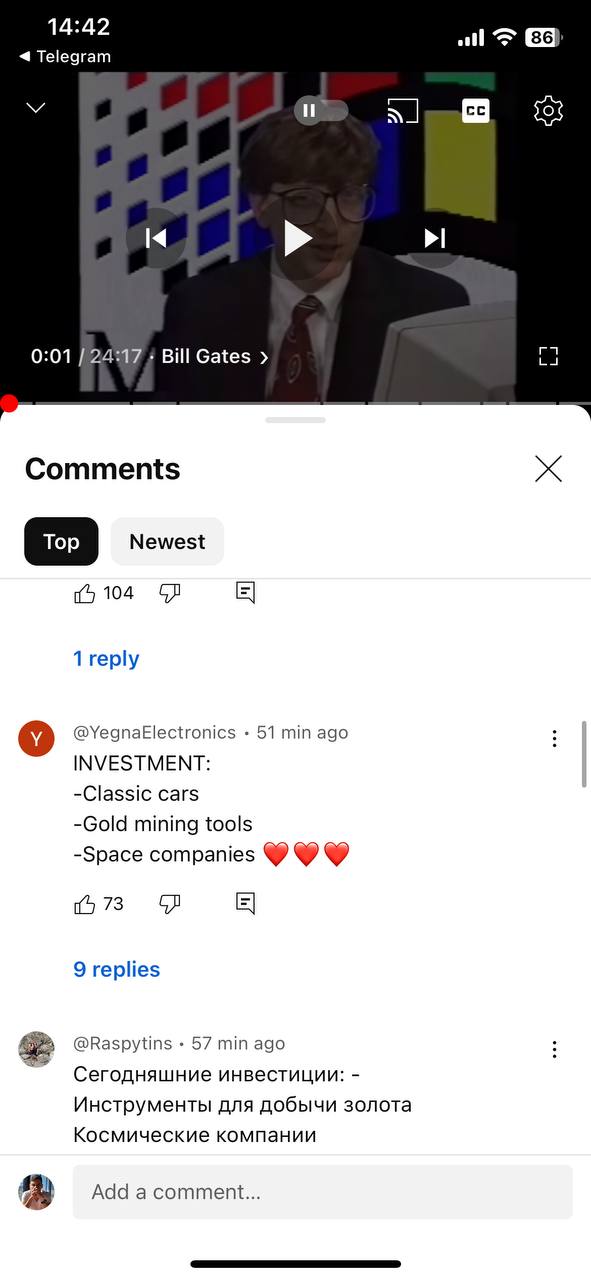 14:42
86
◀ Telegram
CC
M
0:01 / 24:17 · Bill Gates >
Comments
Top
Newest
104
1 reply
Y
@YegnaElectronics • 51 min ago
INVESTMENT:
-Classic cars
-Gold mining tools
-Space companies ❤️❤️❤️
73
9 replies
@Raspytins • 57 min ago
Сегодняшние инвестиции: -
Инструменты для добычи золота
Космические компании
Add a comment...